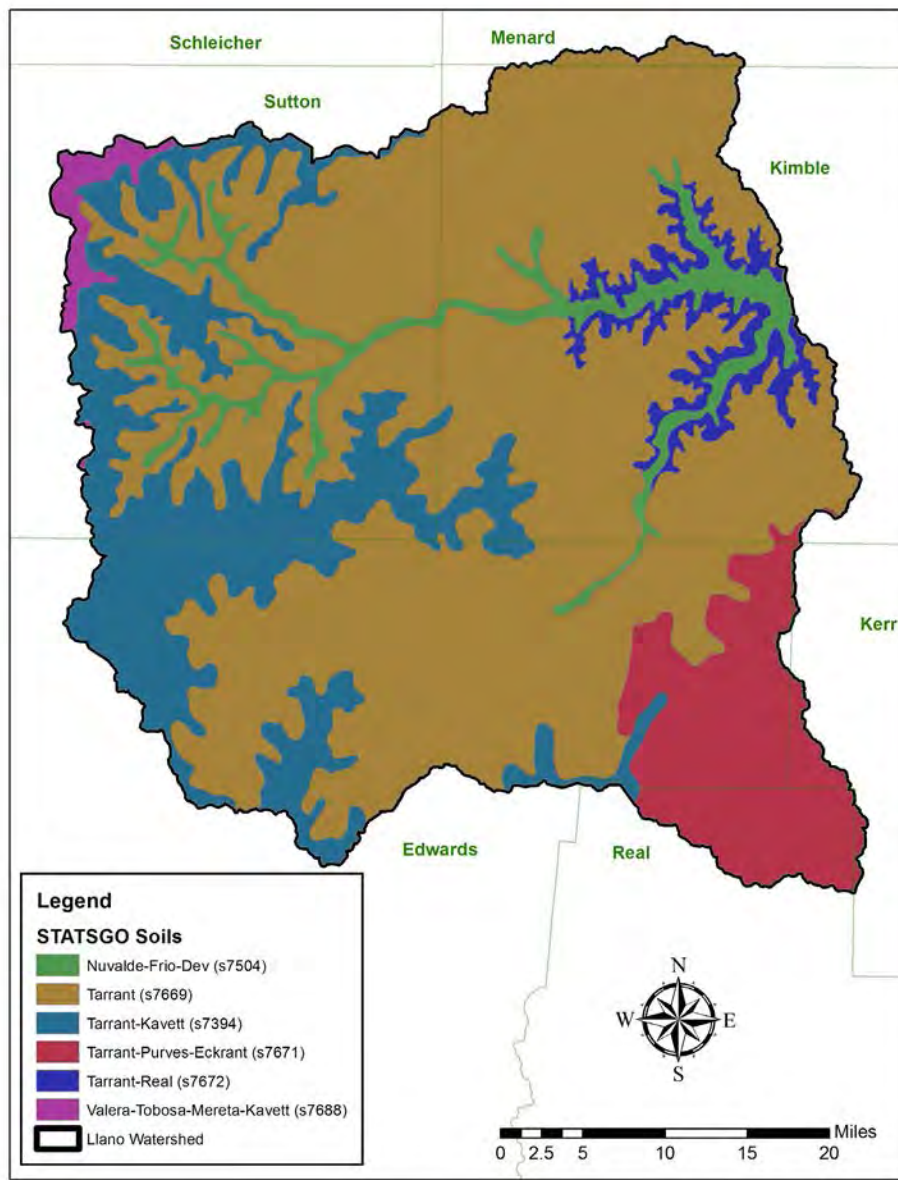 Schleicher
Menard
Sutton
Kimble
Kerr
Edwards
Real
Legend
STATSGO Soils
Nuvalde-Frio-Dev (s7504)
Tarrant (s7669)
Tarrant-Kavett (s7394)
Tarrant-Purves-Eckrant (s7671)
Tarrant-Real (s7672)
Valera-Tobosa-Mereta-Kavett (s7688)
Llano Watershed
N
W E
S
Miles
0 2.5 5 10 15 20